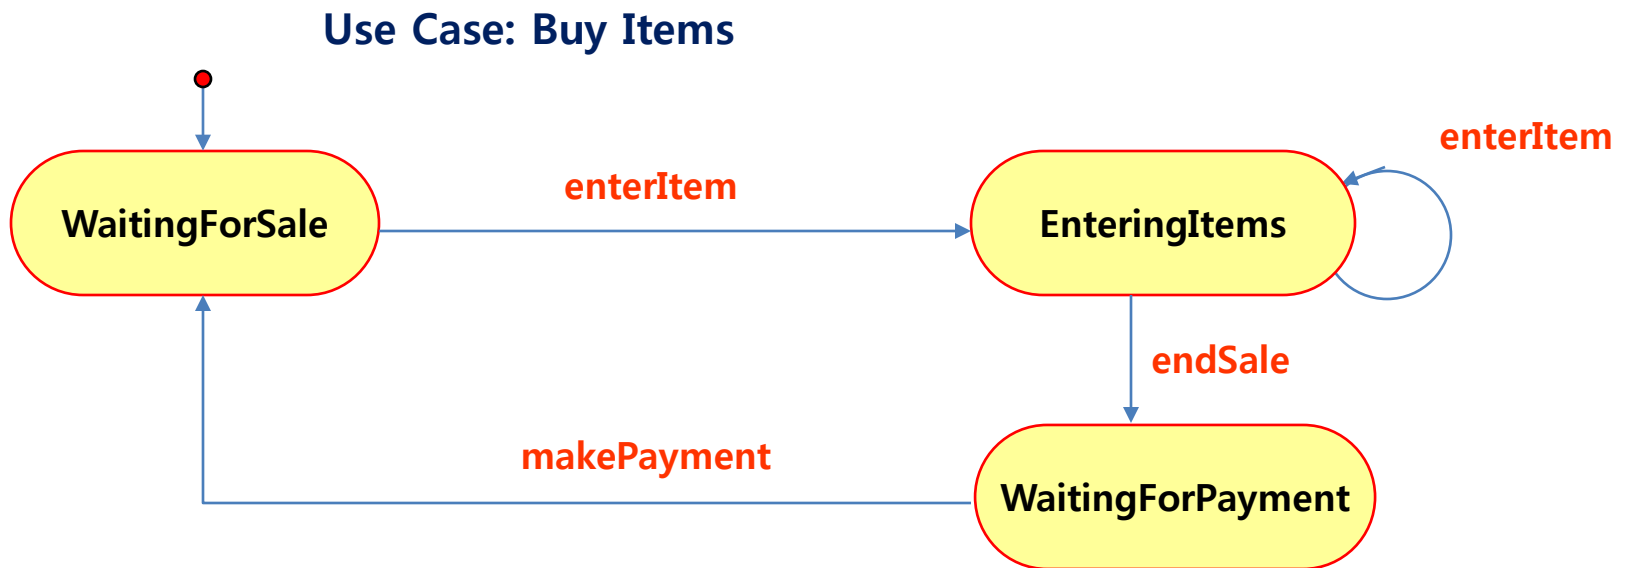 Use Case: Buy Items
enterItem
enterItem
WaitingForSale
EnteringItems
endSale
makePayment
WaitingForPayment